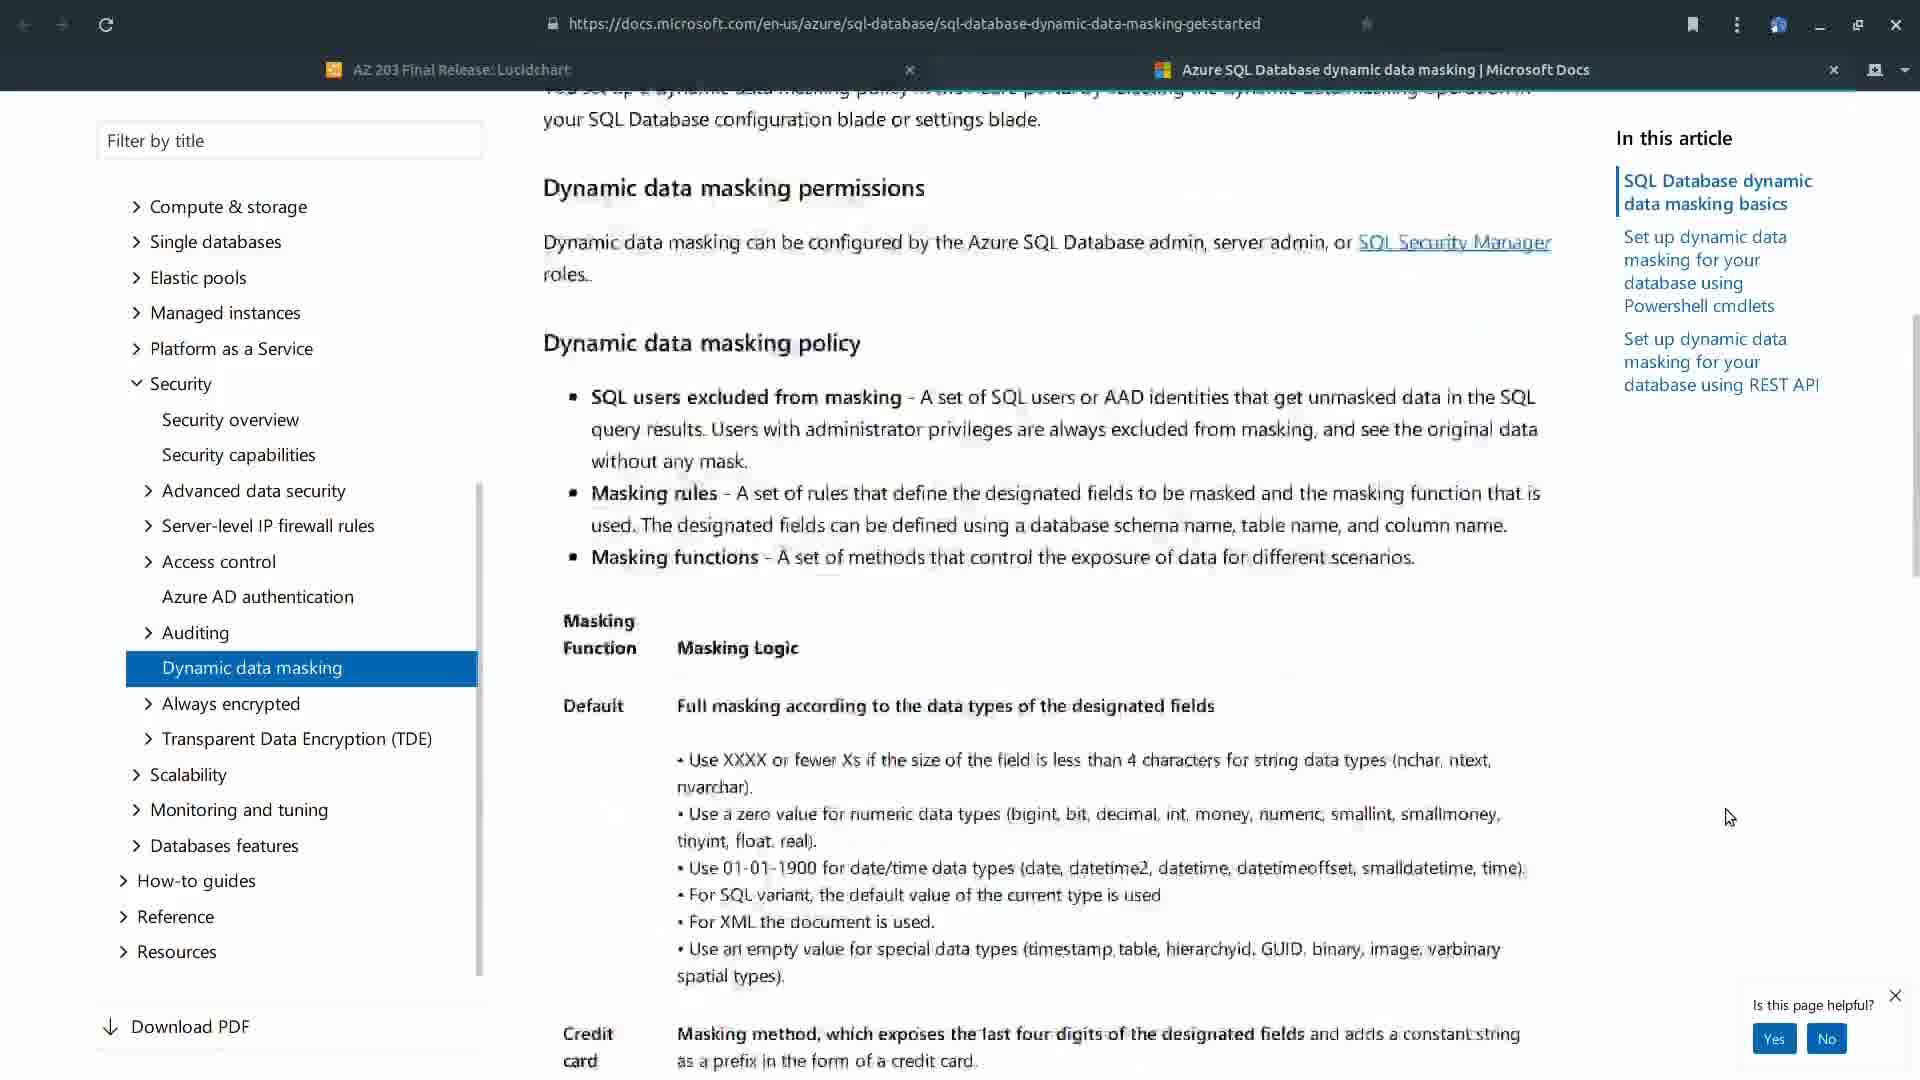 https://docs.microsoft.com/en-us/azure/sql-database/sql-database-dynamic-data-masking-get-started
AZ 203 Final Release: Lucidchart
Azure SQL Database dynamic data masking | Microsoft Docs
You set up a dynamic data masking policy in the Azure portal by selecting the dynamic data masking operation in
your SQL Database configuration blade or settings blade.
Dynamic data masking permissions
Dynamic data masking can be configured by the Azure SQL Database admin, server admin, or SQL Security Manager
roles.
Dynamic data masking policy
▪ SQL users excluded from masking - A set of SQL users or AAD identities that get unmasked data in the SQL
query results. Users with administrator privileges are always excluded from masking, and see the original data
without any mask.
▪ Masking rules - A set of rules that define the designated fields to be masked and the masking function that is
used. The designated fields can be defined using a database schema name, table name, and column name.
▪ Masking functions - A set of methods that control the exposure of data for different scenarios.
Masking
Function
Masking Logic
Default
Full masking according to the data types of the designated fields
• Use XXXX or fewer Xs if the size of the field is less than 4 characters for string data types (nchar, ntext,
nvarchar).
• Use a zero value for numeric data types (bigint, bit, decimal, int, money, numeric, smallint, smallmoney,
tinyint, float, real).
• Use 01-01-1900 for date/time data types (date, datetime2, datetime, datetimeoffset, smalldatetime, time).
• For SQL variant, the default value of the current type is used
• For XML the document is used.
• Use an empty value for special data types (timestamp table, hierarchyid, GUID, binary, image, varbinary
spatial types).
Credit
card
Masking method, which exposes the last four digits of the designated fields and adds a constant string
as a prefix in the form of a credit card.
Filter by title
Compute & storage
Single databases
Elastic pools
Managed instances
Platform as a Service
Security
Security overview
Security capabilities
Advanced data security
Server-level IP firewall rules
Access control
Azure AD authentication
Auditing
Dynamic data masking
Always encrypted
Transparent Data Encryption (TDE)
Scalability
Monitoring and tuning
Databases features
How-to guides
Reference
Resources
Download PDF
In this article
SQL Database dynamic
data masking basics
Set up dynamic data
masking for your
database using
Powershell cmdlets
Set up dynamic data
masking for your
database using REST API
Is this page helpful?
Yes
No